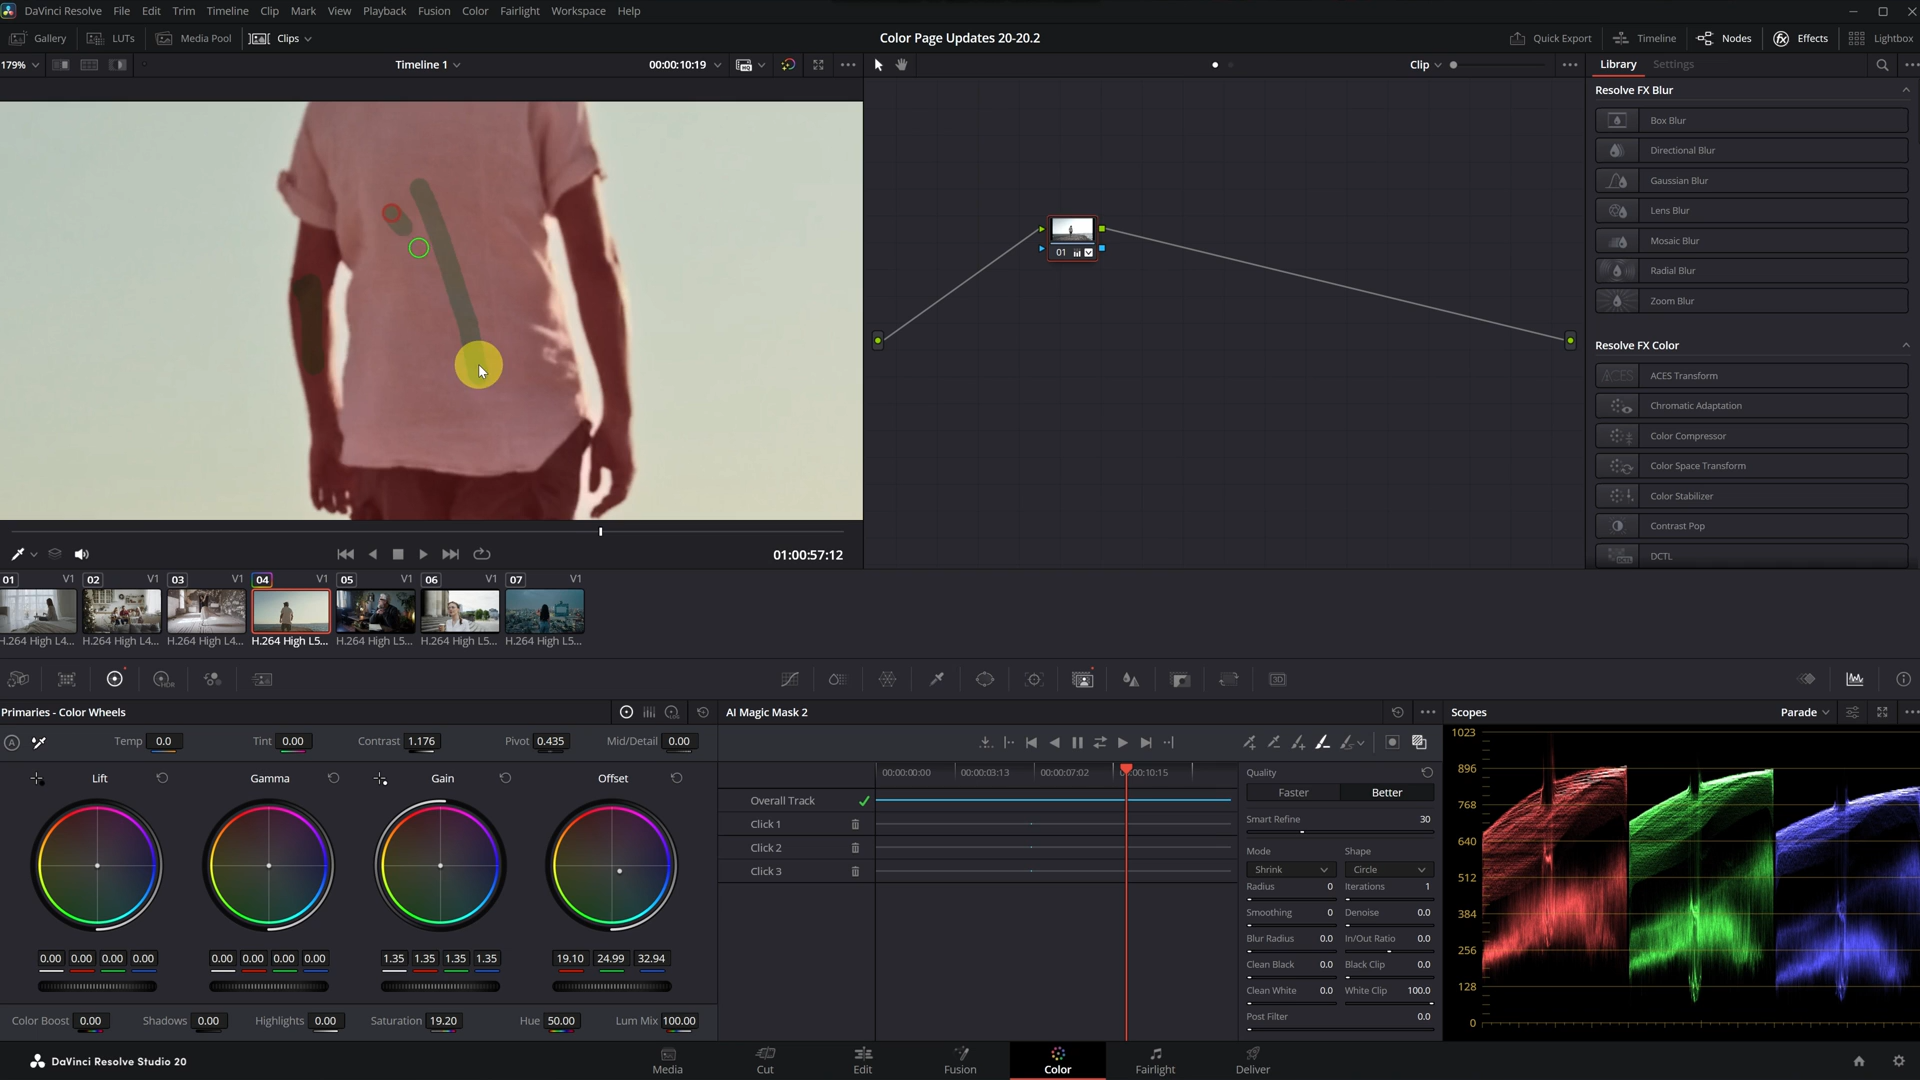 DaVinci Resolve File Edit Trim Timeline Clip Mark View Playback Fusion Color Fairlight Workspace Help
Gallery LUTs Media Pool Clips Color Page Updates 20-20.2 Quick Export Timeline Nodes Effects Lightbox
179% Timeline 1 00:00:10:19 Clip Library Settings
Resolve FX Blur
Box Blur
Directional Blur
Gaussian Blur
Lens Blur
Mosaic Blur
Radial Blur
Zoom Blur
01
Resolve FX Color
ACES Transform
Chromatic Adaptation
Color Compressor
Color Space Transform
Color Stabilizer
Contrast Pop
DCTL
01:00:57:12
01 V1 02 V1 03 V1 04 V1 05 V1 06 V1 07 V1
H.264 High L4... H.264 High L4... H.264 High L4... H.264 High L5... H.264 High L5... H.264 High L5... H.264 High L5...
HDR 3D
Primaries - Color Wheels AI Magic Mask 2 Scopes Parade
A Temp 0.0 Tint 0.00 Contrast 1.176 Pivot 0.435 Mid/Detail 0.00
Lift Gamma Gain Offset
0.00 0.00 0.00 0.00 0.00 0.00 0.00 0.00 1.35 1.35 1.35 1.35 19.10 24.99 32.94
Color Boost 0.00 Shadows 0.00 Highlights 0.00 Saturation 19.20 Hue 50.00 Lum Mix 100.00
00:00:00:00 00:00:03:13 00:00:07:02
Overall Track
Click 1
Click 2
Click 3
Quality
Faster Better
Smart Refine 30
Mode Shape
Shrink Circle
Radius 0 Iterations 1
Smoothing 0 Denoise 0.0
Blur Radius 0.0 In/Out Ratio 0.0
Clean Black 0.0 Black Clip 0.0
Clean White 0.0 White Clip 100.0
Post Filter 0.0
1023
896
768
640
512
384
256
128
0
DaVinci Resolve Studio 20 Media Cut Edit Fusion Color Fairlight Deliver